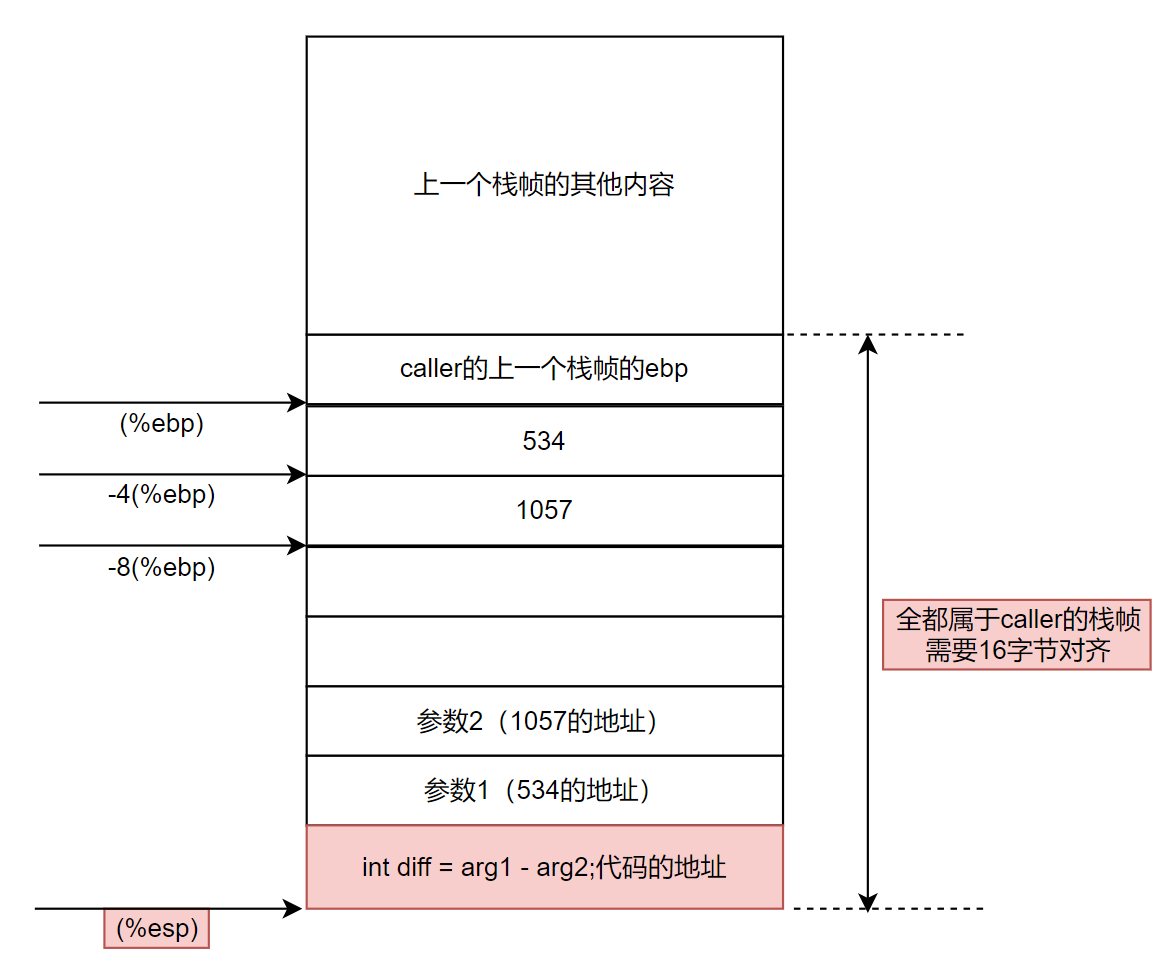 上一个栈帧的其他内容
caller的上一个栈帧的ebp
(%ebp)
534
-4(%ebp)
1057
-8(%ebp)
全都属于caller的栈帧
需要16字节对齐
参数2（1057的地址）
参数1（534的地址）
int diff = arg1 - arg2;代码的地址
(%esp)